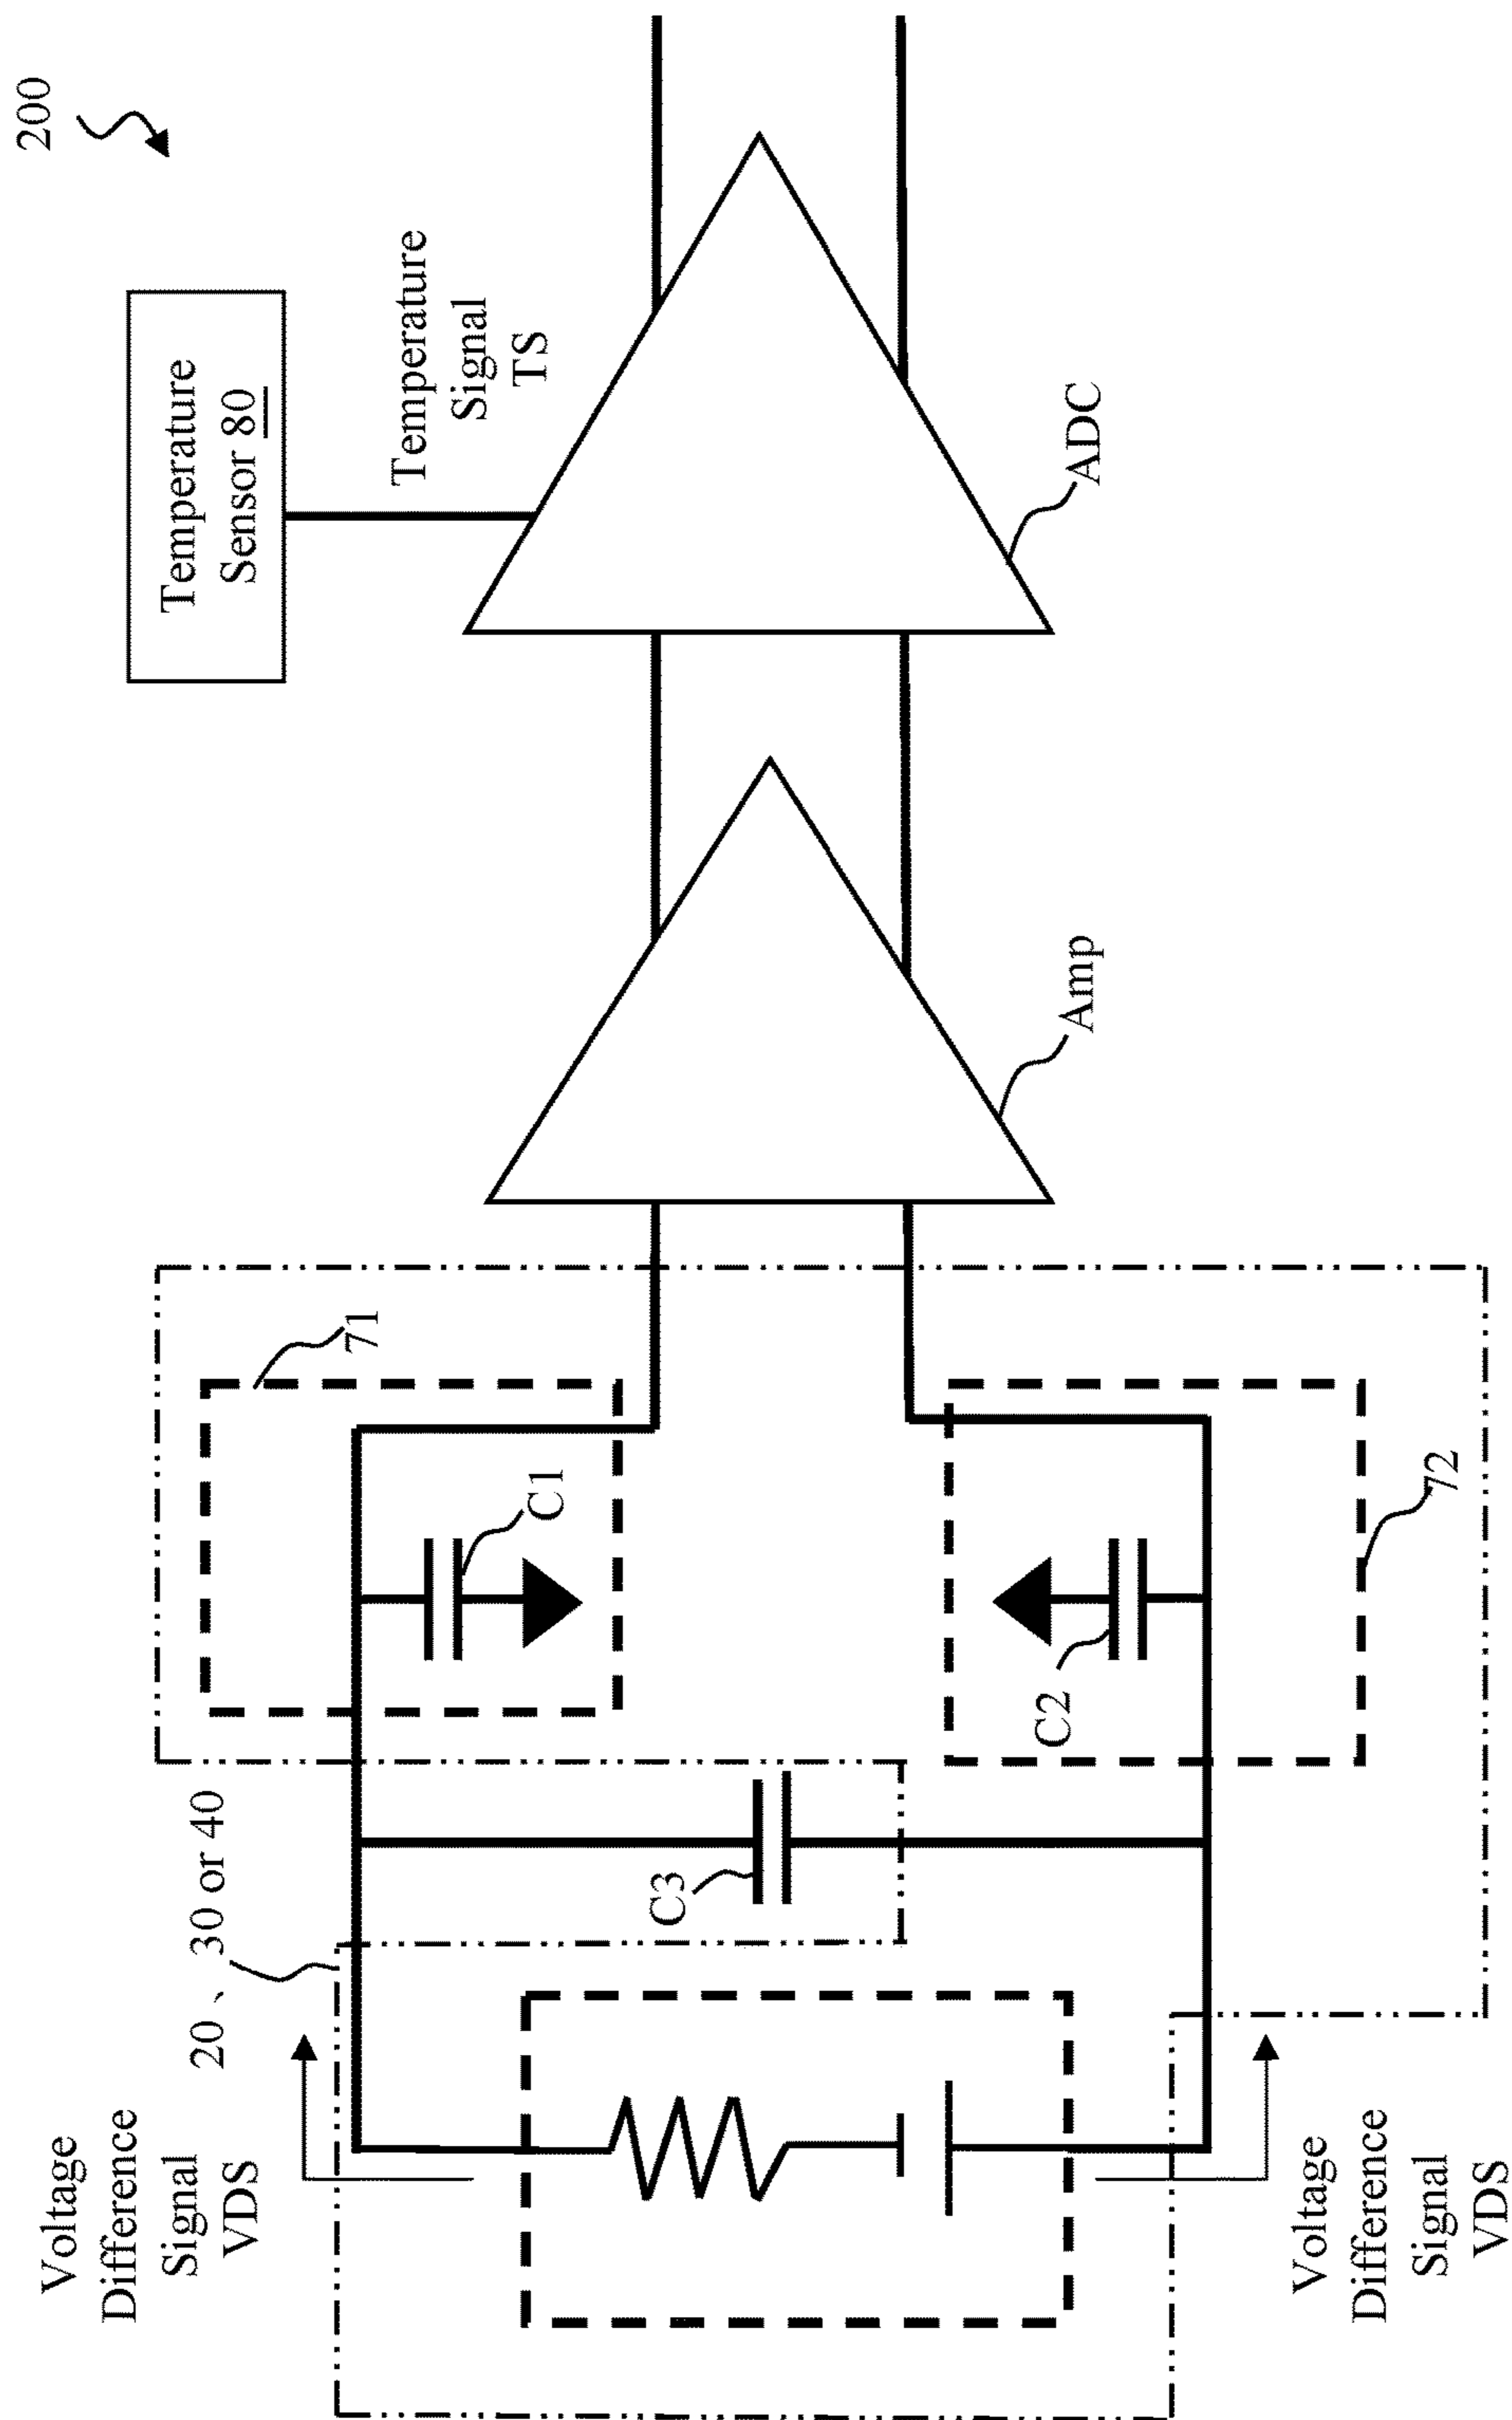 200
Temperature
Sensor 80
Temperature
Signal
TS
ADC
Amp
71
C1
72
C2
20、30 or 40
C3
Voltage
Difference
Signal
VDS
Voltage
Difference
Signal
VDS